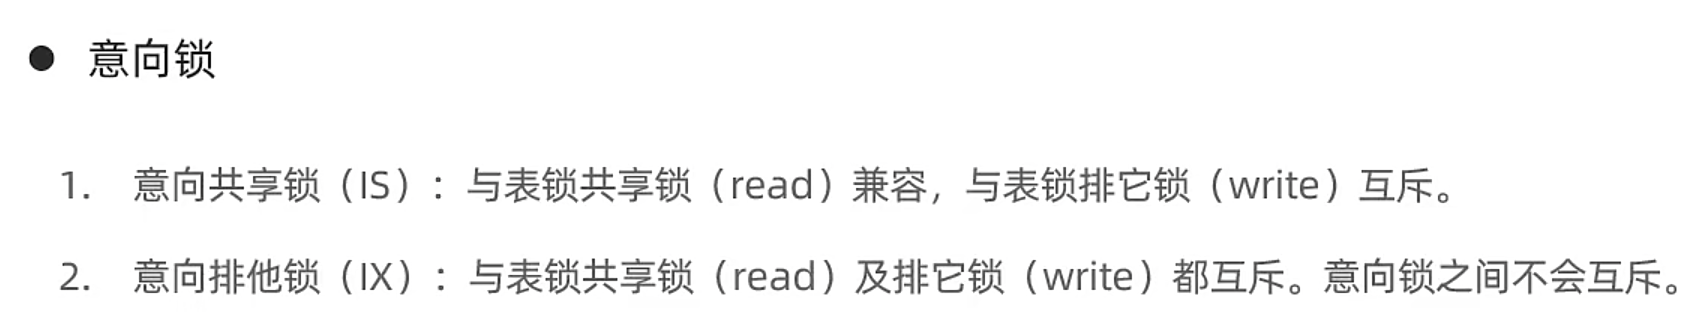 ● 意向锁
1. 意向共享锁（IS）：与表锁共享锁（read）兼容，与表锁排它锁（write）互斥。
2. 意向排他锁（IX）：与表锁共享锁（read）及排它锁（write）都互斥。意向锁之间不会互斥。